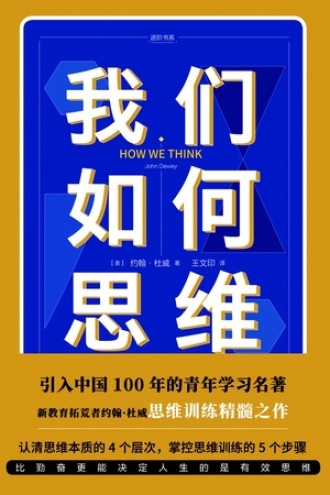 进阶书系
我们
HOW WE THINK
John Dewey
如何
[美] 约翰·杜威 著 王文印 译
思维
引入中国 100 年的青年学习名著
新教育拓荒者约翰·杜威思维训练精髓之作
认清思维本质的 4 个层次，掌控思维训练的 5 个步骤
比勤奋更能决定人生的是有效思维